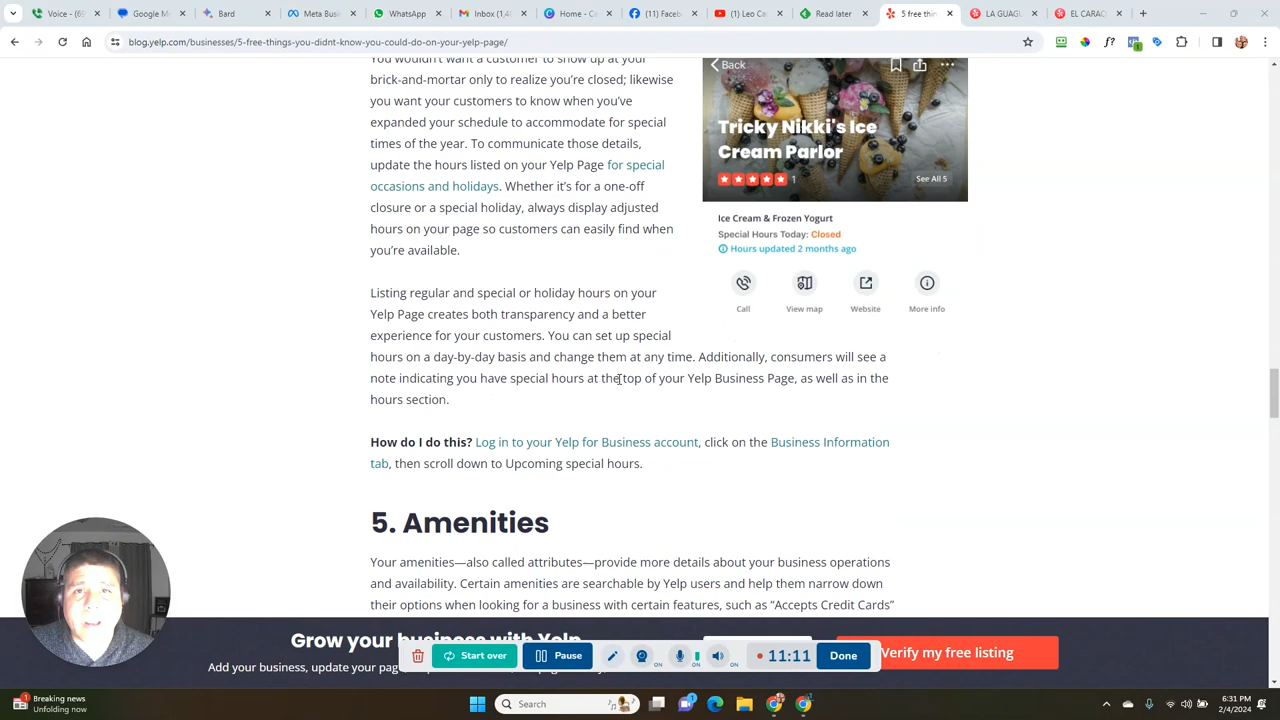 Voice - (6
Google M
Bard
Meta Busi
WhatsApp
Inbox (1,4
Home - C
(11) Faceb
(1) Leo Ca
Read later
5 free thin
LA GUAGU
EL CARAC
blog.yelp.com/businesses/5-free-things-you-didnt-know-you-could-do-on-your-yelp-page/
You wouldn't want a customer to show up at your
brick-and-mortar only to realize you're closed; likewise
you want your customers to know when you've
expanded your schedule to accommodate for special
times of the year. To communicate those details,
update the hours listed on your Yelp Page for special
occasions and holidays. Whether it's for a one-off
closure or a special holiday, always display adjusted
hours on your page so customers can easily find when
you're available.
Back
Tricky Nikki's Ice
Cream Parlor
1
See All 5
Ice Cream & Frozen Yogurt
Special Hours Today: Closed
Hours updated 2 months ago
Call
View map
Website
More info
Listing regular and special or holiday hours on your
Yelp Page creates both transparency and a better
experience for your customers. You can set up special
hours on a day-by-day basis and change them at any time. Additionally, consumers will see a
note indicating you have special hours at the top of your Yelp Business Page, as well as in the
hours section.
How do I do this? Log in to your Yelp for Business account, click on the Business Information
tab, then scroll down to Upcoming special hours.
5. Amenities
Your amenities—also called attributes—provide more details about your business operations
and availability. Certain amenities are searchable by Yelp users and help them narrow down
their options when looking for a business with certain features, such as “Accepts Credit Cards”
Grow your business with Yelp
Add your business, update your pag
Verify my free listing
Start over
Pause
ON
ON
ON
11:11
Done
1
Breaking news
Unfolding now
Search
1
6:31 PM
2/4/2024